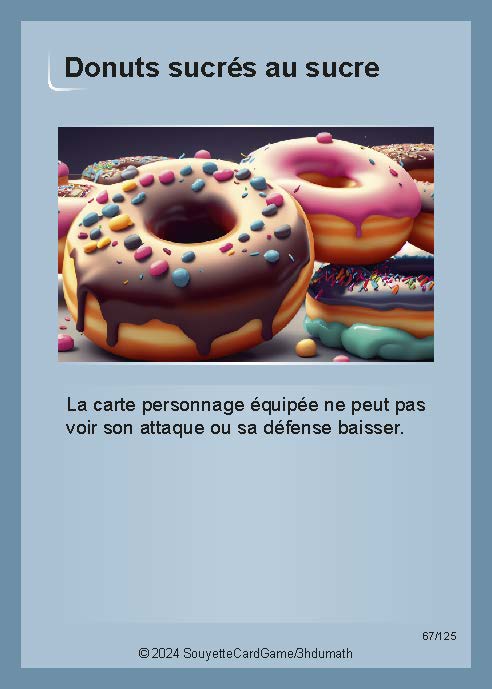 Donuts sucrés au sucre
La carte personnage équipée ne peut pas
voir son attaque ou sa défense baisser.
67/125
© 2024 SouyetteCardGame/3hdumath